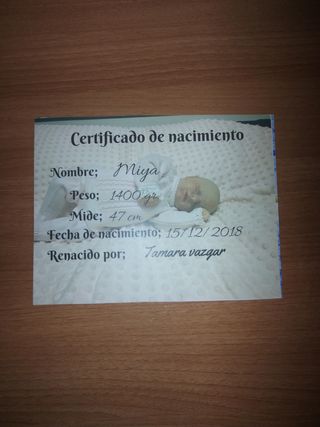 Certificado de nacimiento
Nombre; Miya
Peso; 1400 gr
Mide; 47 cm
Fecha de nacimiento; 15/12/2018
Renacido por; Tamara vazgar